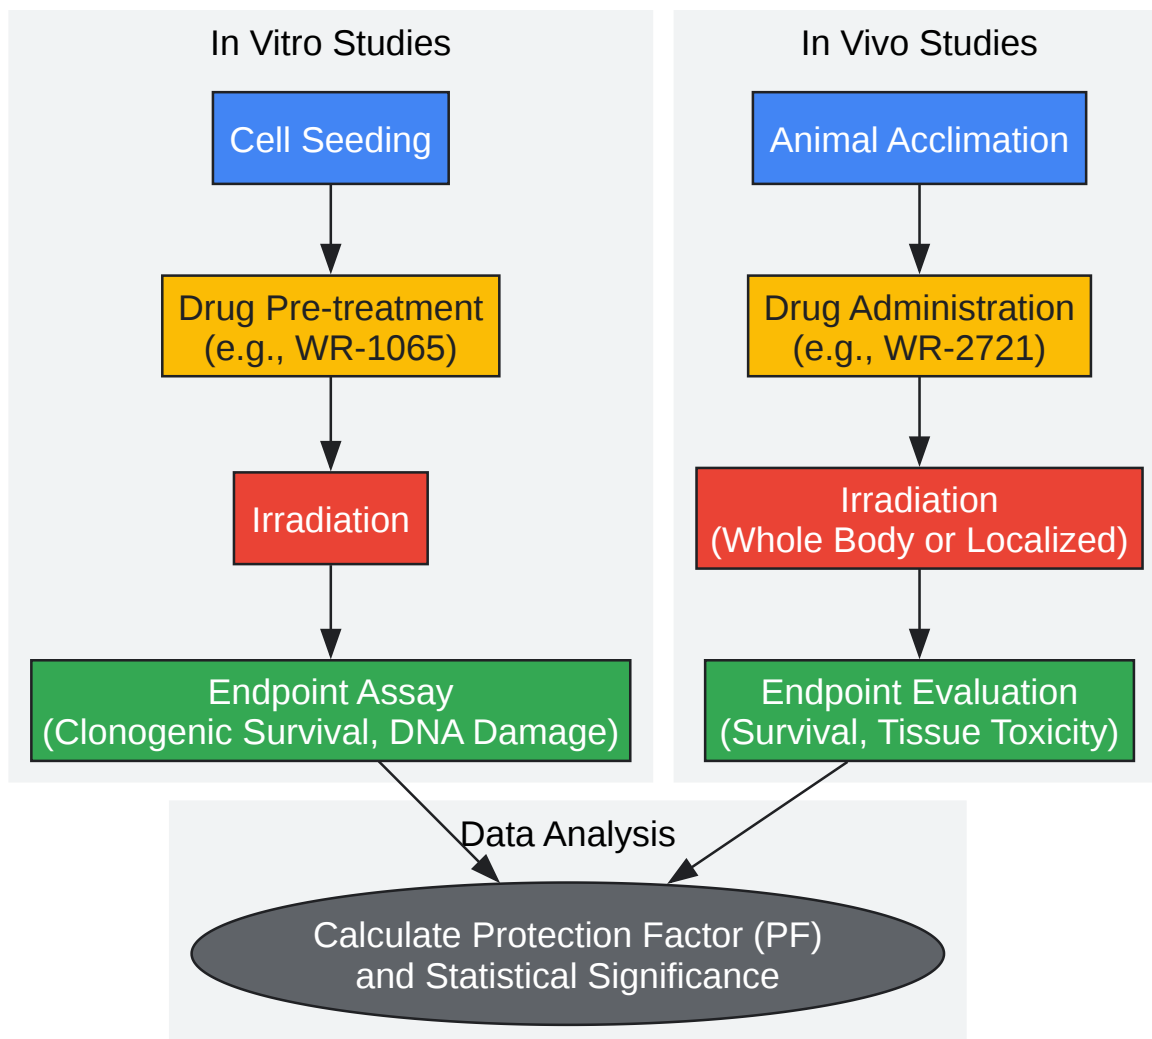 In Vitro Studies
Cell Seeding
Drug Pre-treatment
(e.g., WR-1065)
Irradiation
Endpoint Assay
(Clonogenic Survival, DNA Damage)
In Vivo Studies
Animal Acclimation
Drug Administration
(e.g., WR-2721)
Irradiation
(Whole Body or Localized)
Endpoint Evaluation
(Survival, Tissue Toxicity)
Data Analysis
Calculate Protection Factor (PF)
and Statistical Significance